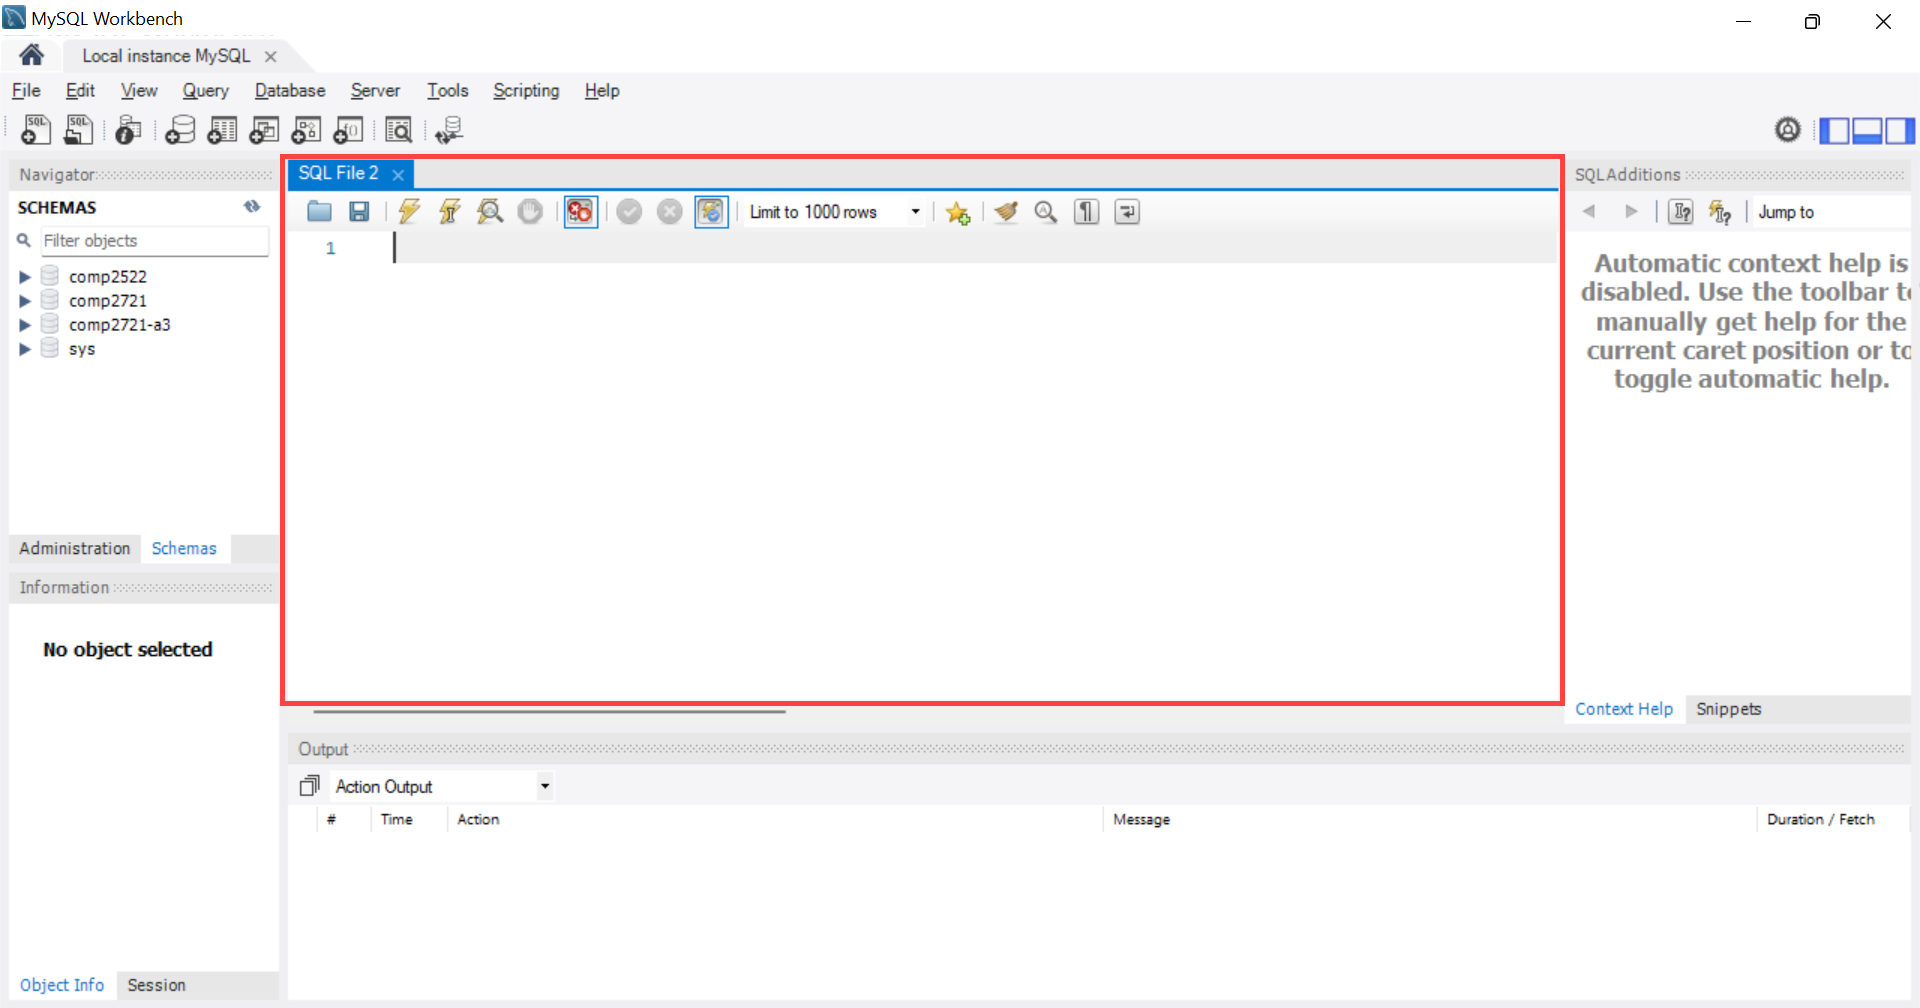 MySQL Workbench
Local instance MySQL
File Edit View Query Database Server Tools Scripting Help
Navigator
SCHEMAS
Filter objects
comp2522
comp2721
comp2721-a3
sys
Administration Schemas
Information
No object selected
Object Info Session
SQL File 2
Limit to 1000 rows
1
SQLAdditions
Jump to
Automatic context help is
disabled. Use the toolbar to
manually get help for the
current caret position or to
toggle automatic help.
Context Help Snippets
Output
Action Output
# Time Action Message Duration / Fetch